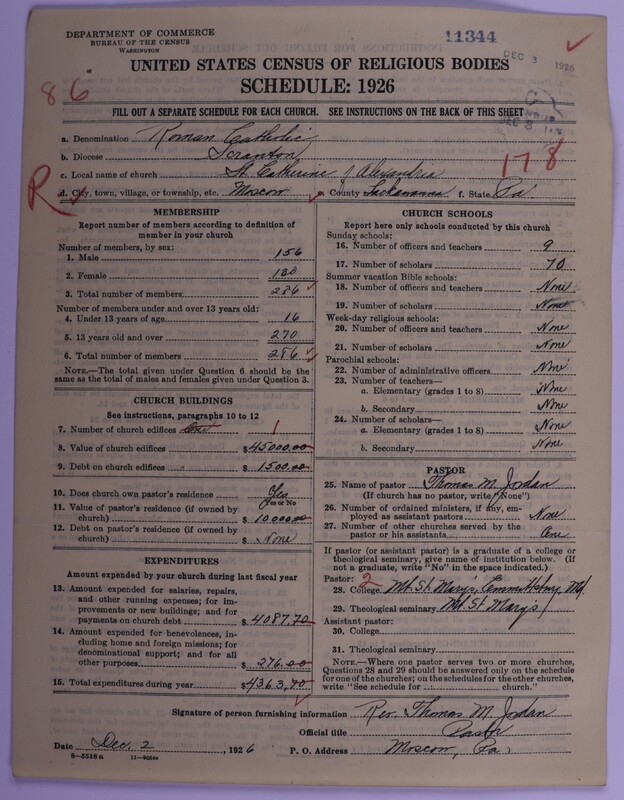 DEPARTMENT OF COMMERCE
BUREAU OF THE CENSUS
WASHINGTON
11344
DEC 3 1926
UNITED STATES CENSUS OF RELIGIOUS BODIES
SCHEDULE: 1926
86
DEC 8
FILL OUT A SEPARATE SCHEDULE FOR EACH CHURCH. SEE INSTRUCTIONS ON THE BACK OF THIS SHEET
a. Denomination Roman Catholic
b. Diocese Scranton
c. Local name of church St. Catherine of Alexandria
178
R
d. City, town, village, or township, etc. Moscow e. County Lackawanna f. State Pa.
MEMBERSHIP
Report number of members according to definition of member in your church
Number of members, by sex:
1. Male 156
2. Female 130
3. Total number of members 286
Number of members under and over 13 years old:
4. Under 13 years of age 16
5. 13 years old and over 270
6. Total number of members 286
NOTE.—The total given under Question 6 should be the same as the total of males and females given under Question 3.
CHURCH BUILDINGS
See instructions, paragraphs 10 to 12
7. Number of church edifices One 1
8. Value of church edifices $45000.00
9. Debt on church edifices $1500.00
10. Does church own pastor's residence Yes
Yes or No
11. Value of pastor's residence (if owned by church) $10000.00
12. Debt on pastor's residence (if owned by church) $ None
EXPENDITURES
Amount expended by your church during last fiscal year
13. Amount expended for salaries, repairs, and other running expenses; for improvements or new buildings; and for payments on church debt $4087.70
14. Amount expended for benevolences, including home and foreign missions; for denominational support; and for all other purposes $276.00
15. Total expenditures during year $4363.70
CHURCH SCHOOLS
Report here only schools conducted by this church
Sunday schools:
16. Number of officers and teachers 9
17. Number of scholars 70
Summer vacation Bible schools:
18. Number of officers and teachers None
19. Number of scholars None
Week-day religious schools:
20. Number of officers and teachers None
21. Number of scholars None
Parochial schools:
22. Number of administrative officers None
23. Number of teachers—
a. Elementary (grades 1 to 8) None
b. Secondary None
24. Number of scholars—
a. Elementary (grades 1 to 8) None
b. Secondary None
PASTOR
25. Name of pastor Thomas M. Jordan
(If church has no pastor, write "None")
26. Number of ordained ministers, if any, employed as assistant pastors None
27. Number of other churches served by the pastor or his assistants One
If pastor (or assistant pastor) is a graduate of a college or theological seminary, give name of institution below. (If not a graduate, write "No" in the space indicated.)
Pastor: 2
28. College Mt. St. Mary's, Emmitsburg, Md.
29. Theological seminary Mt. St. Marys
Assistant pastor:
30. College
31. Theological seminary
NOTE.—Where one pastor serves two or more churches, Questions 28 and 29 should be answered only on the schedule for one of the churches; on the schedules for the other churches, write "See schedule for church."
Signature of person furnishing information Rev. Thomas M. Jordan
Official title Pastor
Date Dec. 2, 1926 P. O. Address Moscow, Pa.